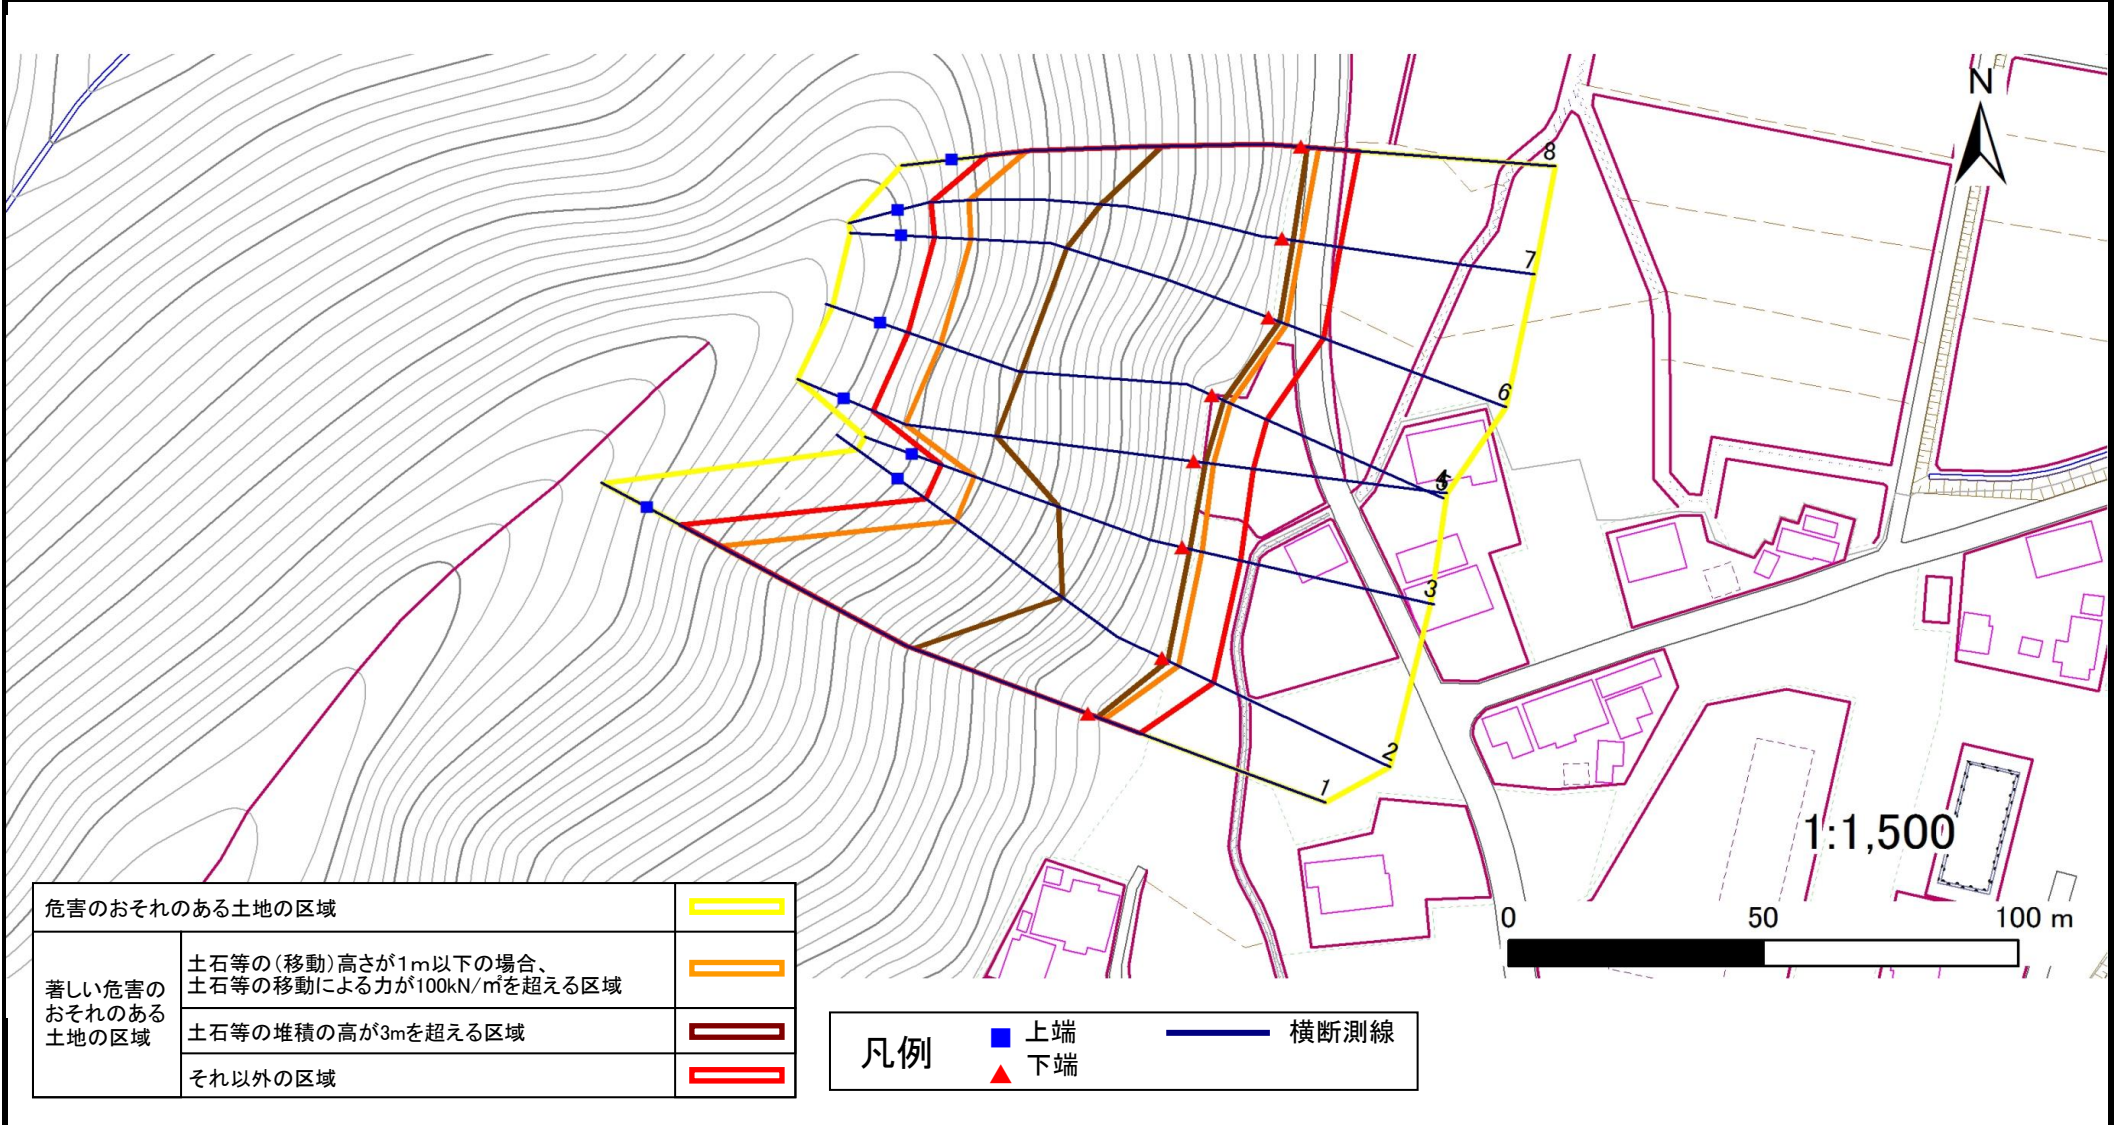 N
8
7
6
4
5
3
2
1
1:1,500
0 50 100 m
危害のおそれのある土地の区域
著しい危害の
おそれのある
土地の区域
土石等の(移動)高さが1m以下の場合、
土石等の移動による力が100kN/㎡を超える区域
土石等の堆積の高が3mを超える区域
それ以外の区域
凡例
上端
下端
横断測線